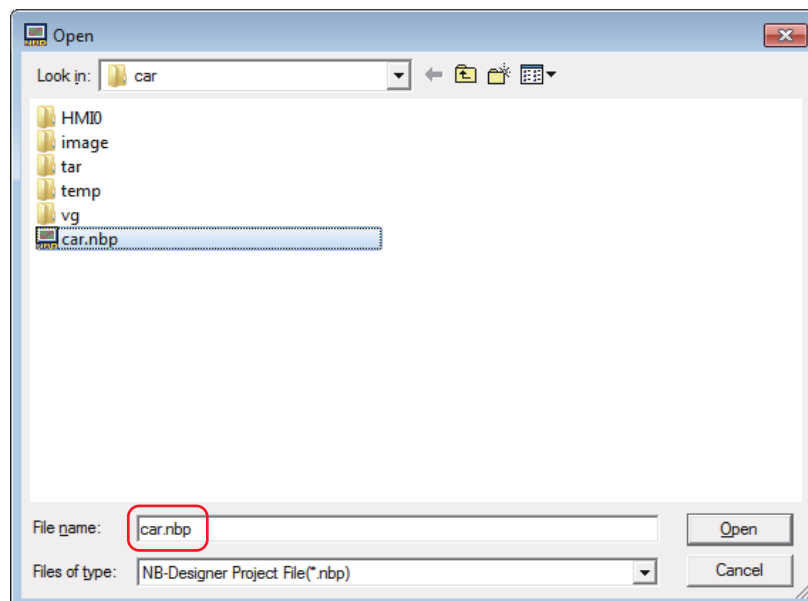 Open
Look in: car
HMI0
image
tar
temp
vg
car.nbp
File name: car.nbp
Open
Files of type: NB-Designer Project File(*.nbp)
Cancel